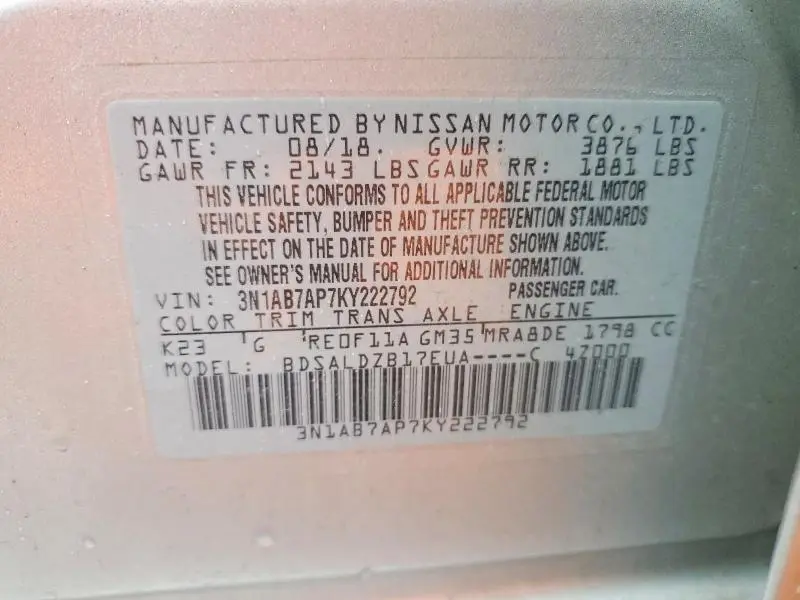 MANUFACTURED BY NISSAN MOTOR CO., LTD.
DATE: 08/18. GVWR: 3876 LBS
GAWR FR: 2143 LBS GAWR RR: 1881 LBS
THIS VEHICLE CONFORMS TO ALL APPLICABLE FEDERAL MOTOR
VEHICLE SAFETY, BUMPER AND THEFT PREVENTION STANDARDS
IN EFFECT ON THE DATE OF MANUFACTURE SHOWN ABOVE.
SEE OWNER'S MANUAL FOR ADDITIONAL INFORMATION.
VIN: 3N1AB7AP7KY222792 PASSENGER CAR.
COLOR TRIM TRANS AXLE ENGINE
K23 G RE0F11A GM35 MRA8DE 1798 CC
MODEL: BDSALDZB17EUA----C 4Z000
3N1AB7AP7KY222792